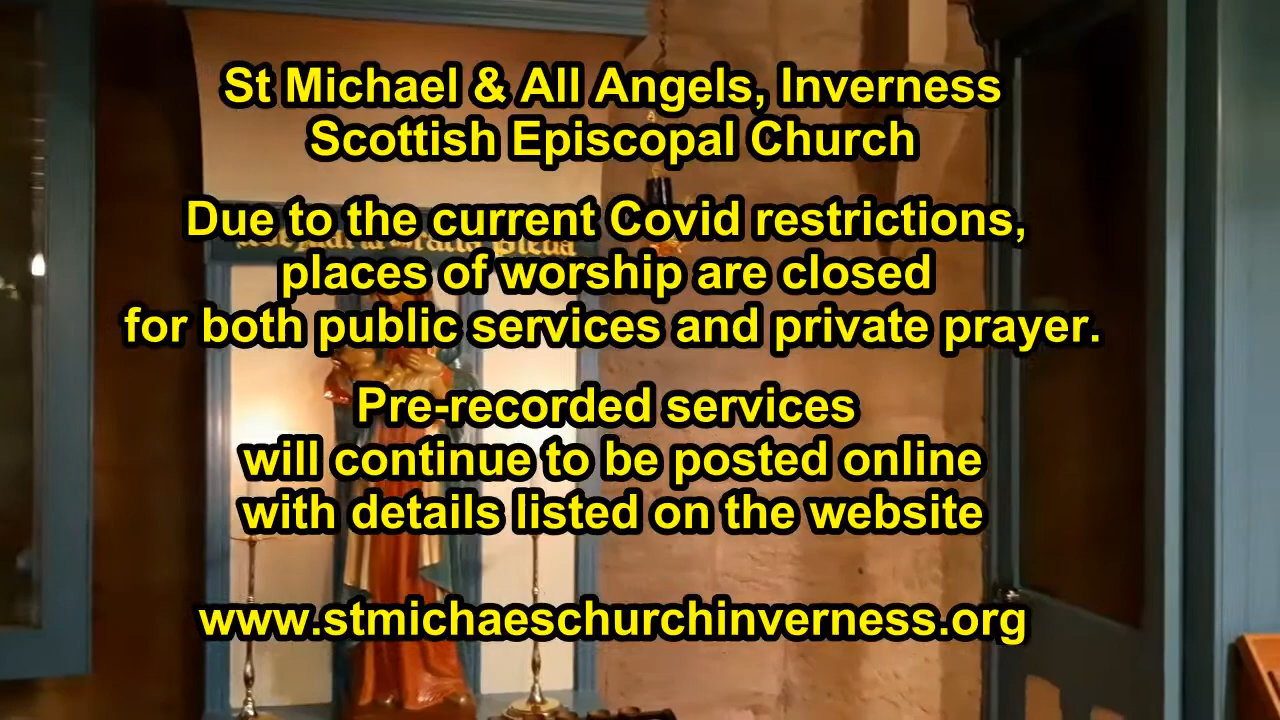 St Michael & All Angels, Inverness
Scottish Episcopal Church
Due to the current Covid restrictions,
places of worship are closed
for both public services and private prayer.
Pre-recorded services
will continue to be posted online
with details listed on the website
www.stmichaeschurchinverness.org